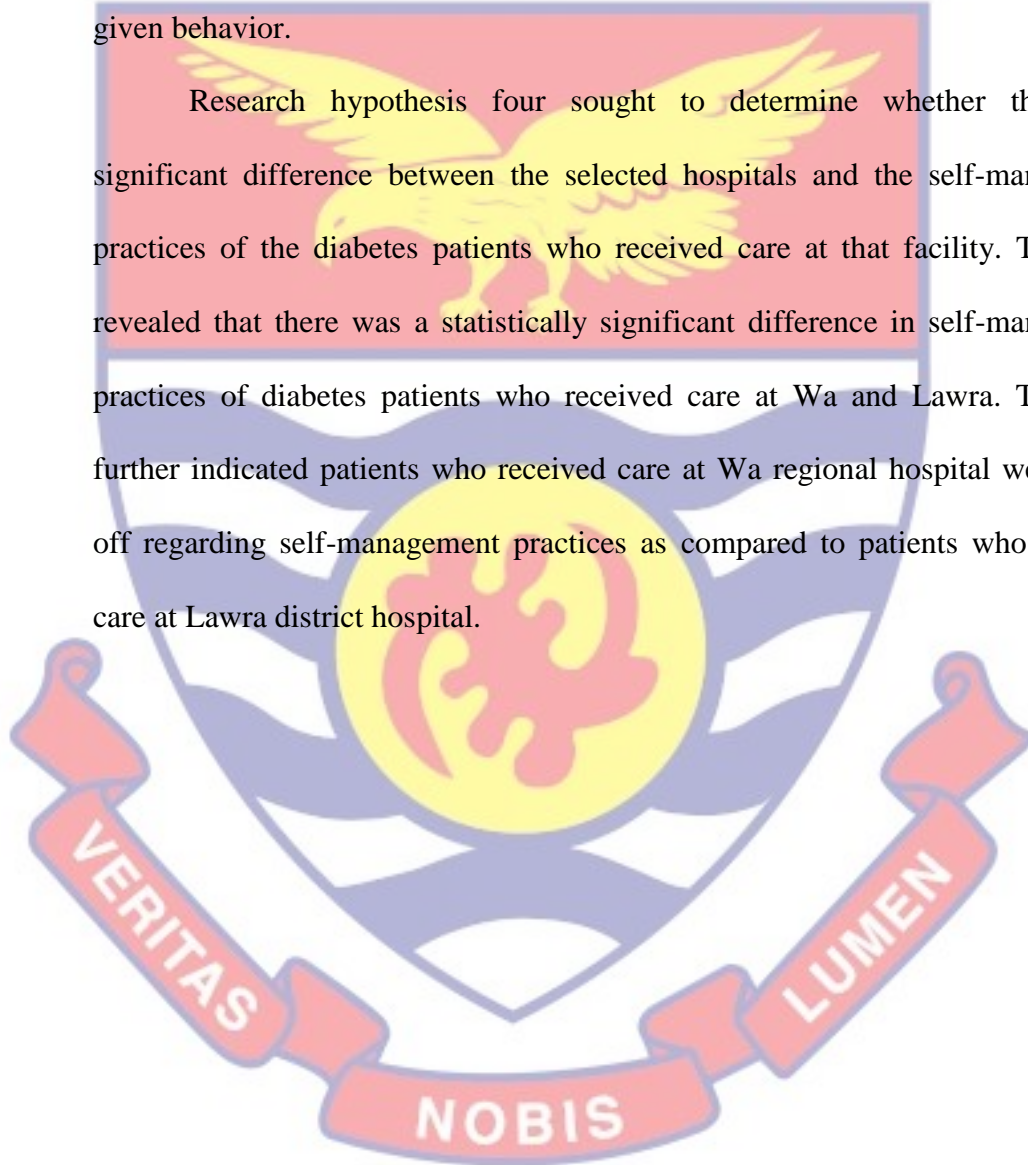 given behavior.
Research hypothesis four sought to determine whether th
significant difference between the selected hospitals and the self-mar
practices of the diabetes patients who received care at that facility. T
revealed that there was a statistically significant difference in self-mar
practices of diabetes patients who received care at Wa and Lawra. T
further indicated patients who received care at Wa regional hospital w
off regarding self-management practices as compared to patients who
care at Lawra district hospital.
VERITAS
NOBIS
LUMEN